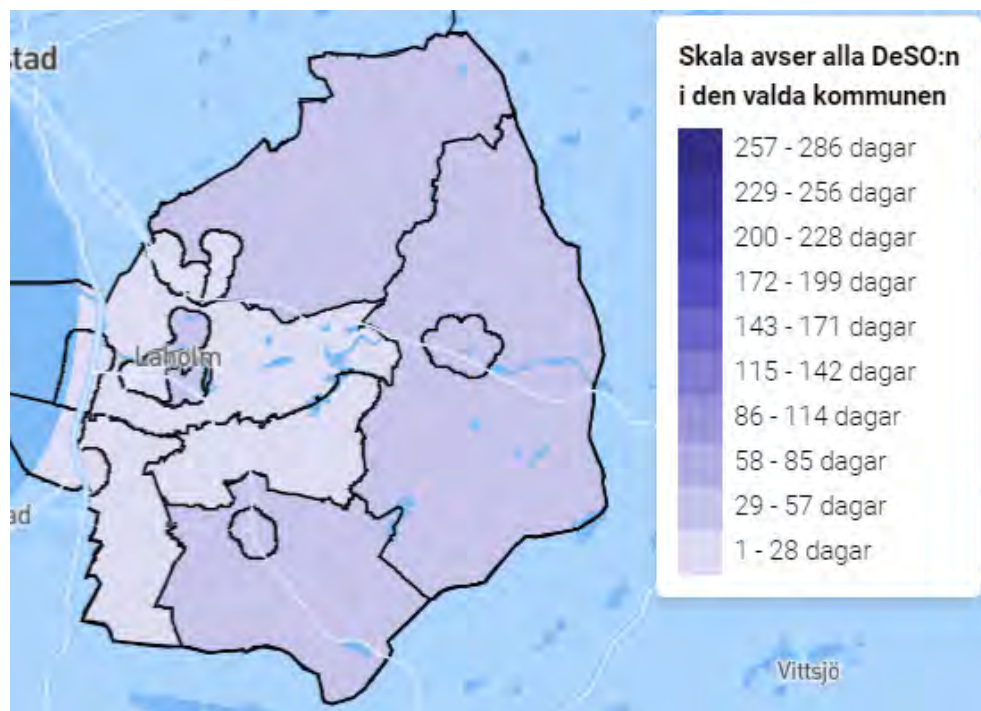 stad
Skala avser alla DeSO:n
i den valda kommunen
257 - 286 dagar
229 - 256 dagar
200 - 228 dagar
172 - 199 dagar
143 - 171 dagar
115 - 142 dagar
86 - 114 dagar
58 - 85 dagar
29 - 57 dagar
1 - 28 dagar
Laholm
ad
Vittsjö